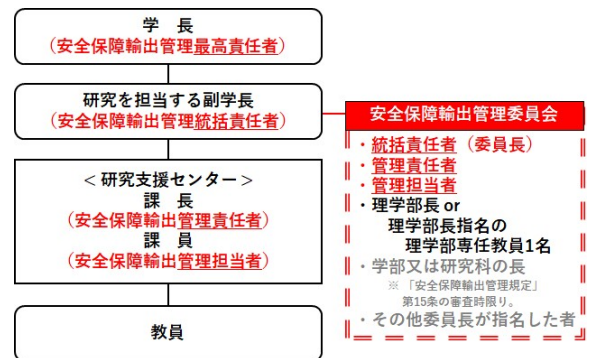 学　長
（安全保障輸出管理最高責任者）
研究を担当する副学長
（安全保障輸出管理統括責任者）
＜研究支援センター＞
課　長
（安全保障輸出管理責任者）
課　員
（安全保障輸出管理担当者）
教員
安全保障輸出管理委員会
・統括責任者（委員長）
・管理責任者
・管理担当者
・理学部長 or
理学部長指名の
理学部専任教員1名
・学部又は研究科の長
※ 「安全保障輸出管理規定」
第15条の審査時限り。
・その他委員長が指名した者